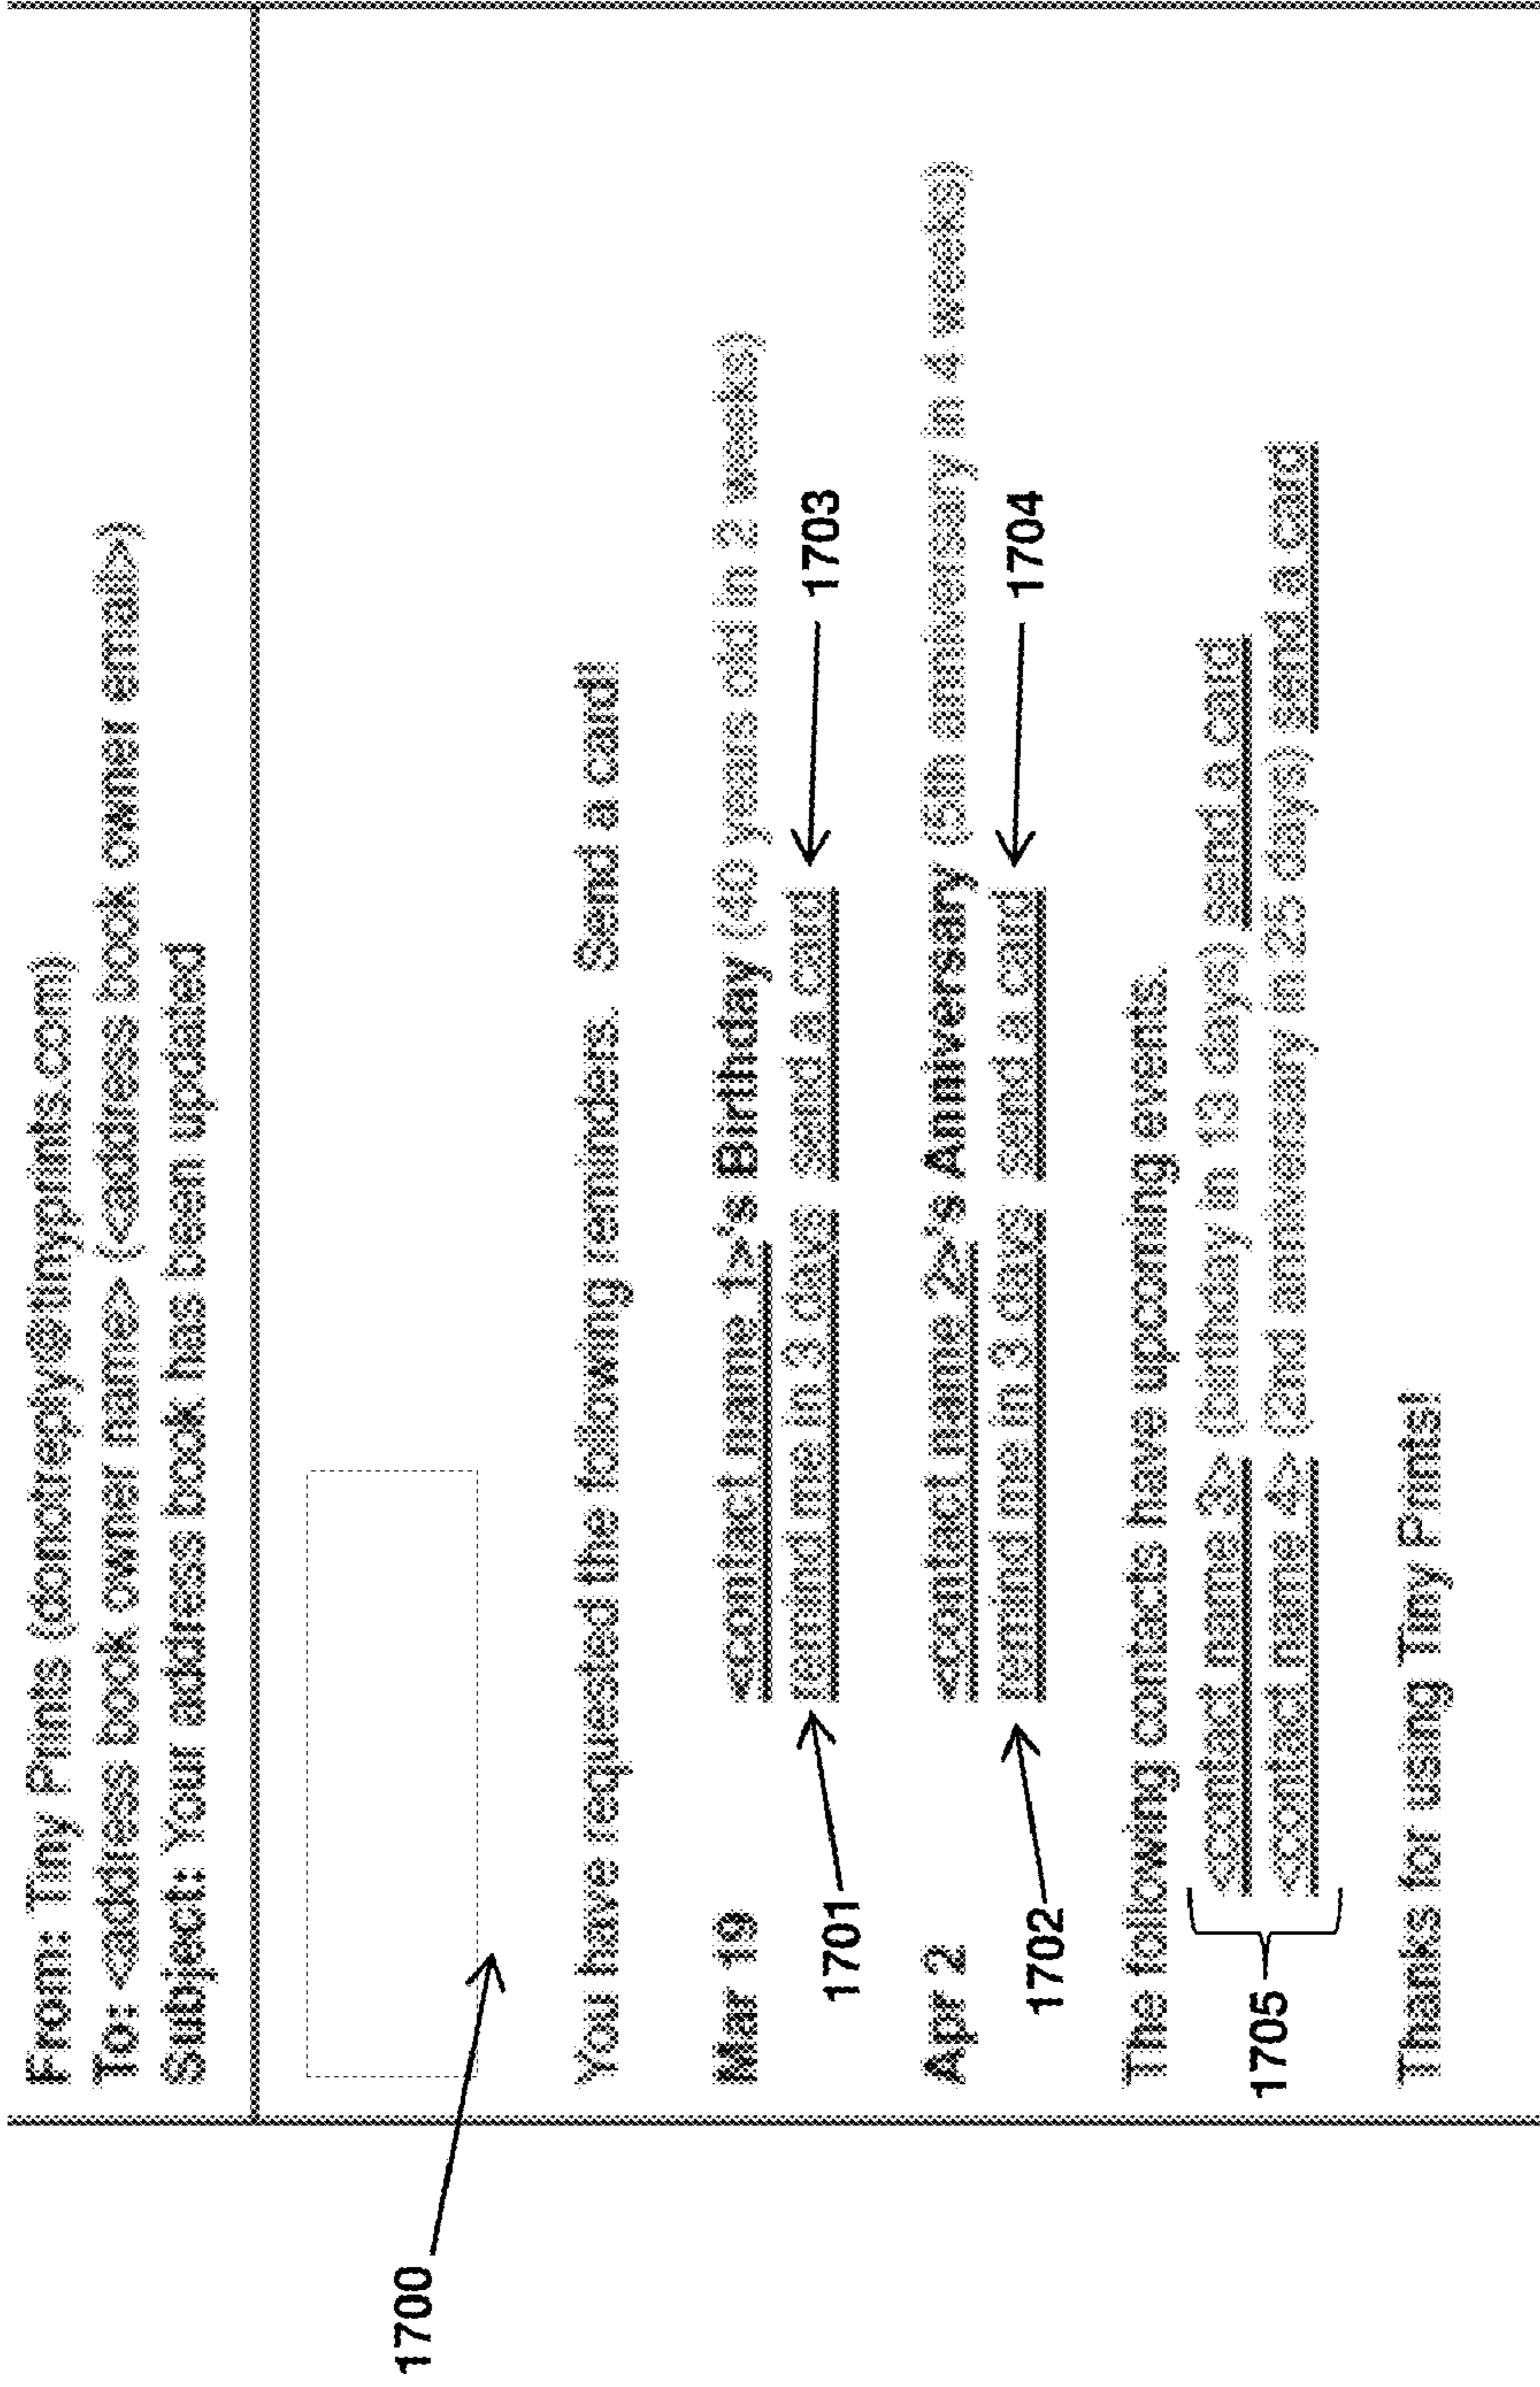 From: Tiny Prints (donotreply@tinyprints.com)
To: <address book owner name> (<address book owner email>)
Subject: Your address book has been updated
1700
You have requested the following reminders. Send a card!
Mar 19 <contact name 1>'s Birthday (40 years old in 2 weeks)
1701 remind me in 3 days send a card 1703
Apr 2 <contact name 2>'s Anniversary (5th anniversary in 4 weeks)
1702 remind me in 3 days send a card 1704
The following contacts have upcoming events.
<contact name 3> (birthday in 13 days) send a card
1705
<contact name 4> (2nd anniversary in 25 days) send a card
Thanks for using Tiny Prints!